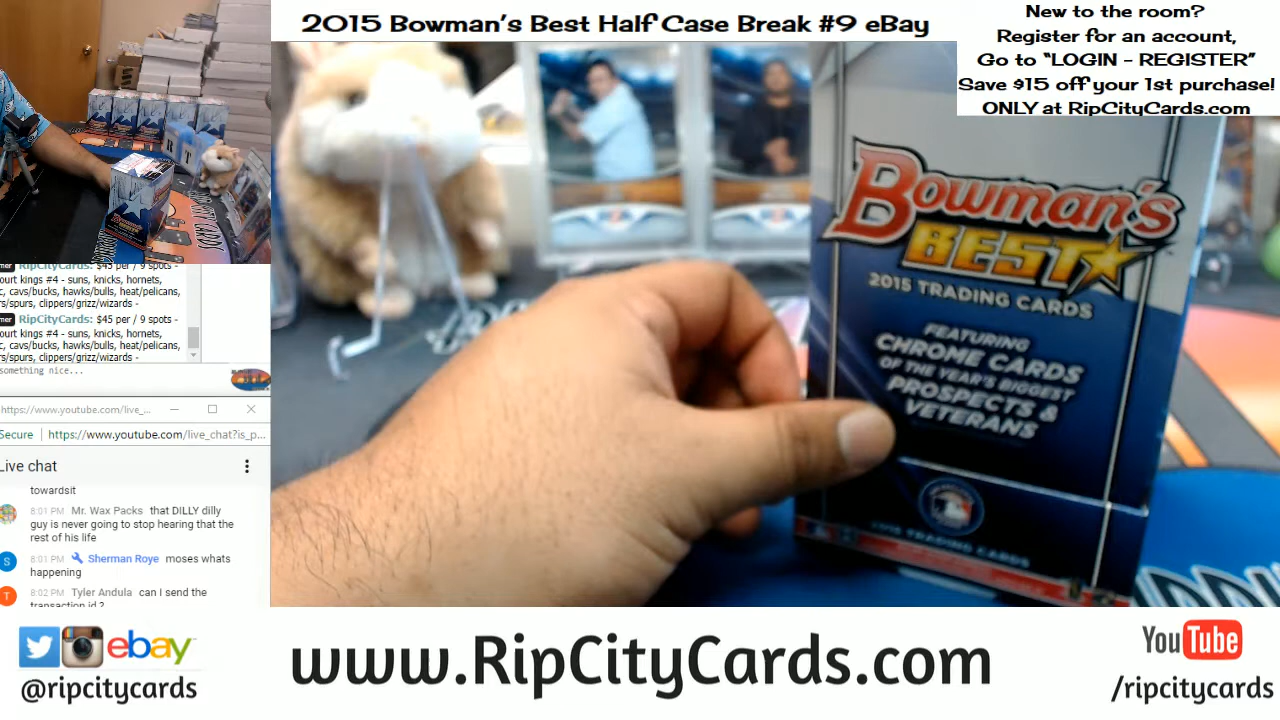 2015 Bowman's Best Half Case Break #9 eBay
New to the room?
Register for an account,
Go to "LOGIN - REGISTER"
Save $15 off your 1st purchase!
ONLY at RipCityCards.com
BOWMAN'S
BEST
2015 TRADING CARDS
FEATURING
CHROME CARDS
OF THE YEAR'S BIGGEST
PROSPECTS &
VETERANS
TRADING CARDS
RipCityCards: $45 per / 9 spots -
ourt kings #4 - suns, knicks, hornets,
c, cavs/bucks, hawks/bulls, heat/pelicans,
rs/spurs, clippers/grizz/wizards -
mer RipCityCards: $45 per / 9 spots -
ourt kings #4 - suns, knicks, hornets,
c, cavs/bucks, hawks/bulls, heat/pelicans,
rs/spurs, clippers/grizz/wizards -
something nice...
https://www.youtube.com/live_...
Secure https://www.youtube.com/live_chat?is_p...
Live chat
towardsit
8:01 PM Mr. Wax Packs that DILLY dilly
guy is never going to stop hearing that the
rest of his life
S 8:01 PM Sherman Roye moses whats
happening
T 8:02 PM Tyler Andula can I send the
transaction id ?
ebay
@ripcitycards
www.RipCityCards.com
YouTube
/ripcitycards